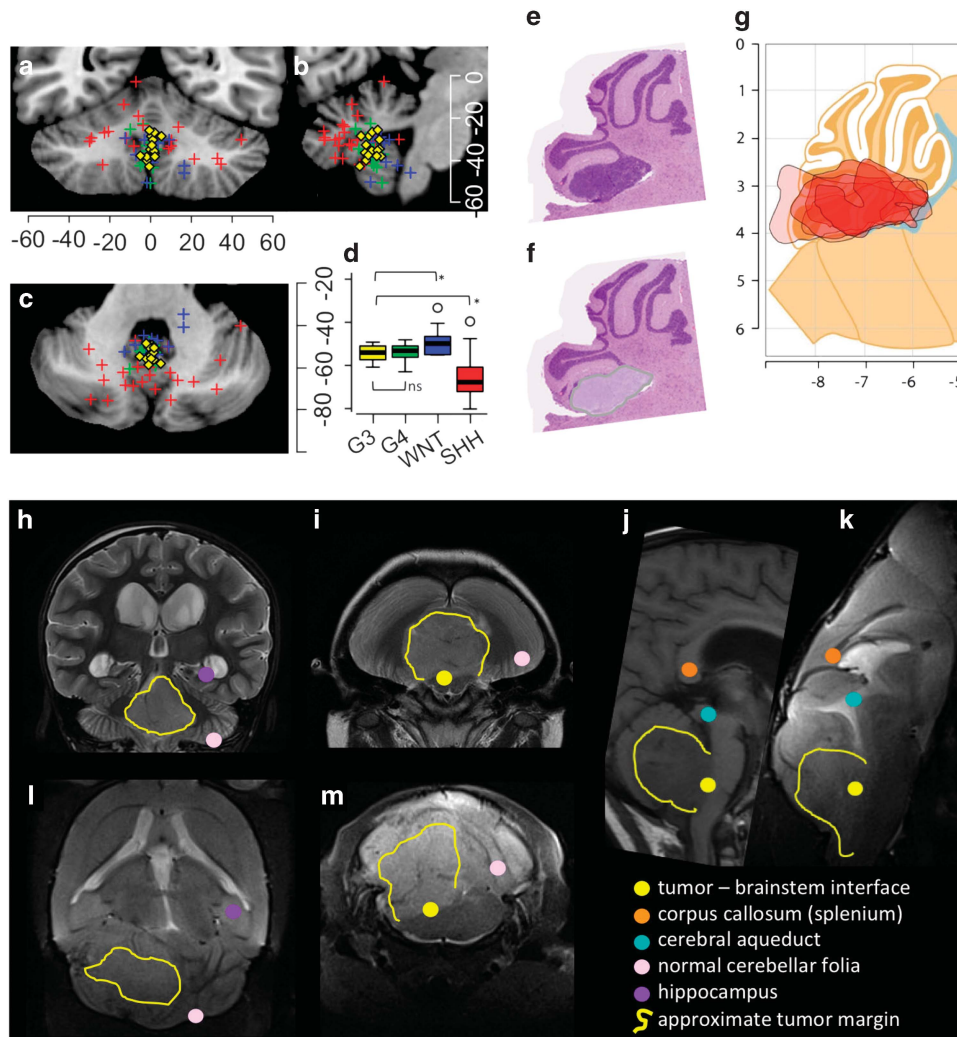 e
g
a
b
0
0
-20
1
-40
2
-60
3
4
5
6
-60
-40
-20
0
20
40
60
-8
-7
-6
-5
c
d
-20
-40
-60
-80
*
*
ns
G3
G4
WNT
SHH
f
h
i
j
k
l
m
tumor – brainstem interface
corpus callosum (splenium)
cerebral aqueduct
normal cerebellar folia
hippocampus
approximate tumor margin